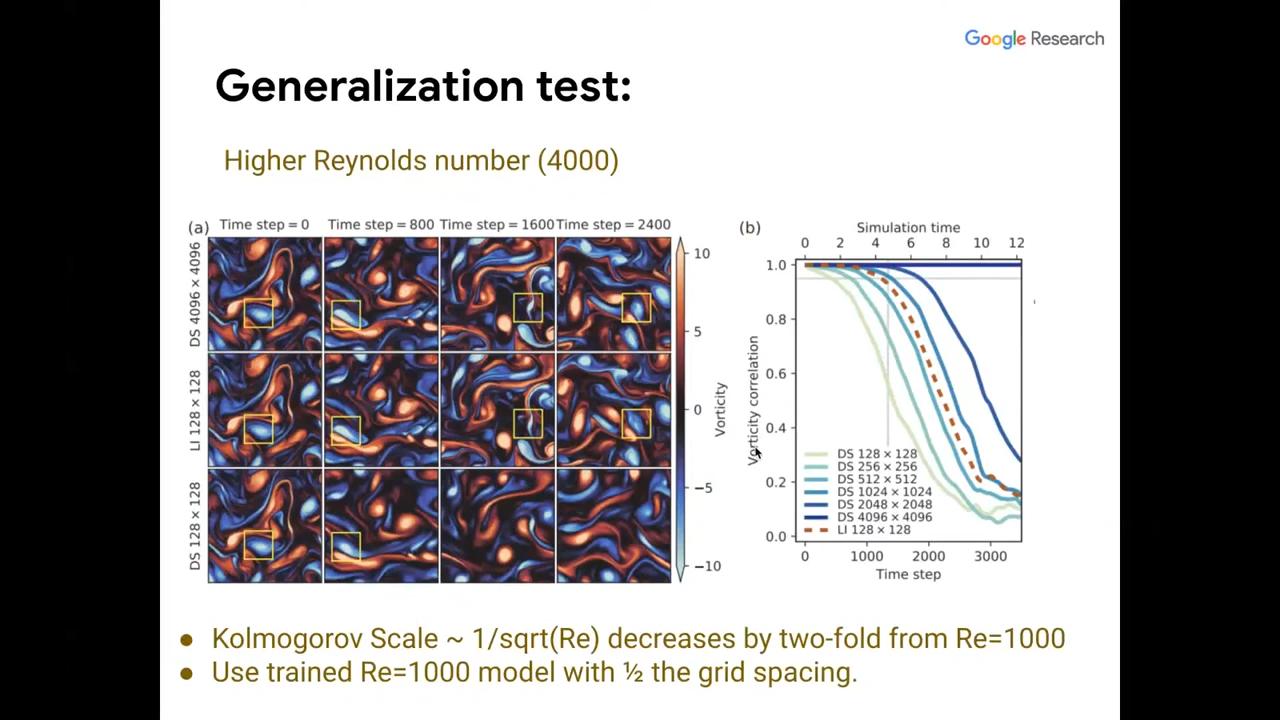 Google Research
Generalization test:
Higher Reynolds number (4000)
(a) Time step = 0 Time step = 800 Time step = 1600 Time step = 2400
DS 4096 × 4096
LI 128 × 128
DS 128 × 128
10
5
0
−5
−10
Vorticity
(b) Simulation time
0 2 4 6 8 10 12
1.0
0.8
0.6
0.4
0.2
0.0
Vorticity correlation
DS 128 × 128
DS 256 × 256
DS 512 × 512
DS 1024 × 1024
DS 2048 × 2048
DS 4096 × 4096
LI 128 × 128
0 1000 2000 3000
Time step
● Kolmogorov Scale ~ 1/sqrt(Re) decreases by two-fold from Re=1000
● Use trained Re=1000 model with ½ the grid spacing.